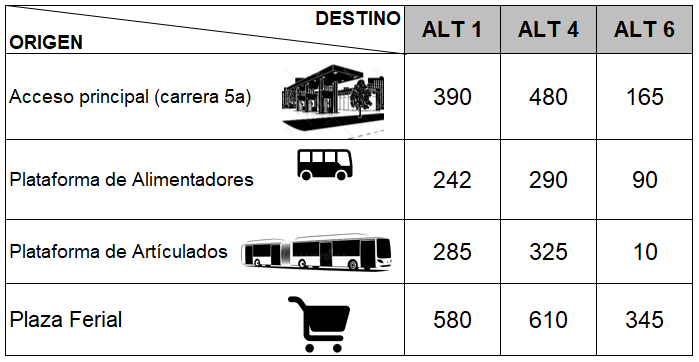 DESTINO
ORIGEN
ALT 1 ALT 4 ALT 6
Acceso principal (carrera 5a) 390 480 165
Plataforma de Alimentadores 242 290 90
Plataforma de Artículados 285 325 10
Plaza Ferial 580 610 345